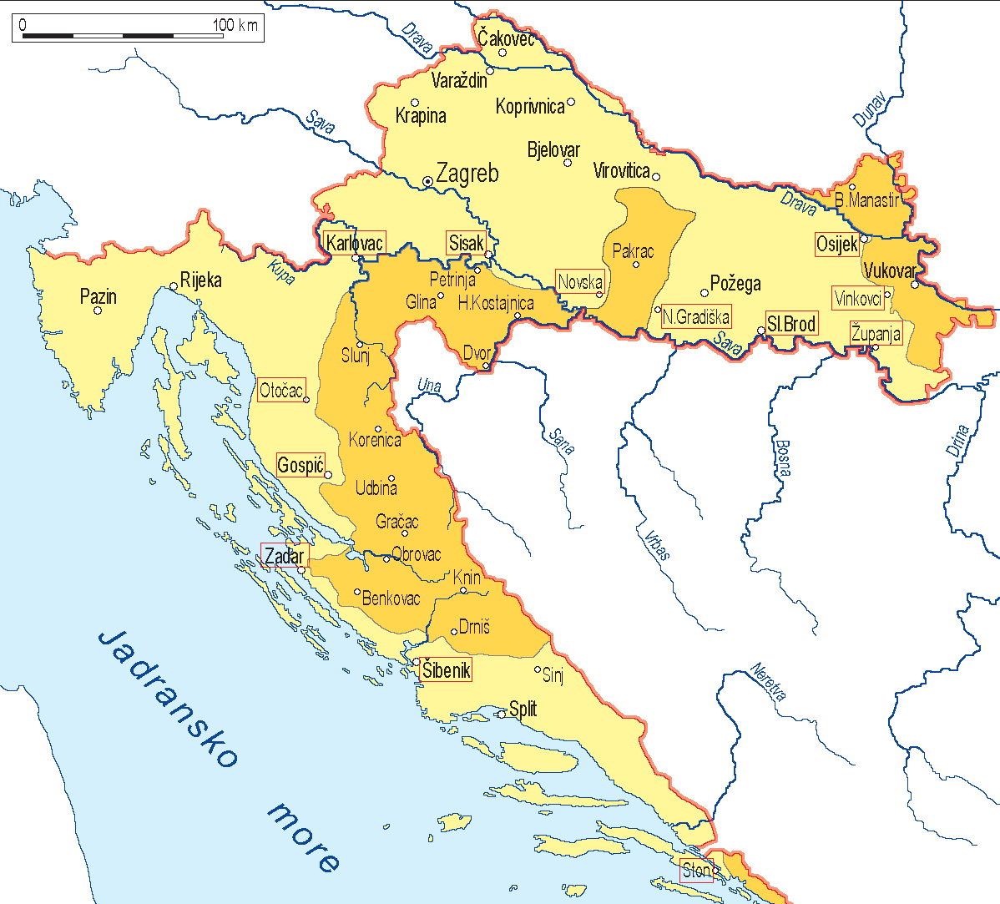 0 100 km
Čakovec
Drava
Varaždin
Krapina
Koprivnica
Dunav
Sava
Bjelovar
Virovitica
Zagreb
Drava
B.Manastir
Karlovac
Sisak
Osijek
Pakrac
Kupa
Rijeka
Petrinja
Novska
Požega
Vukovar
Pazin
Glina
H.Kostajnica
Vinkovci
N.Gradiška
Sl.Brod
Županja
Sava
Slunj
Dvor
Otočac
Una
Korenica
Sana
Bosna
Drina
Gospić
Udbina
Gračac
Vrbas
Zadar
Obrovac
Knin
Benkovac
Drniš
Šibenik
Sinj
Neretva
Split
Jadransko
more
Ston